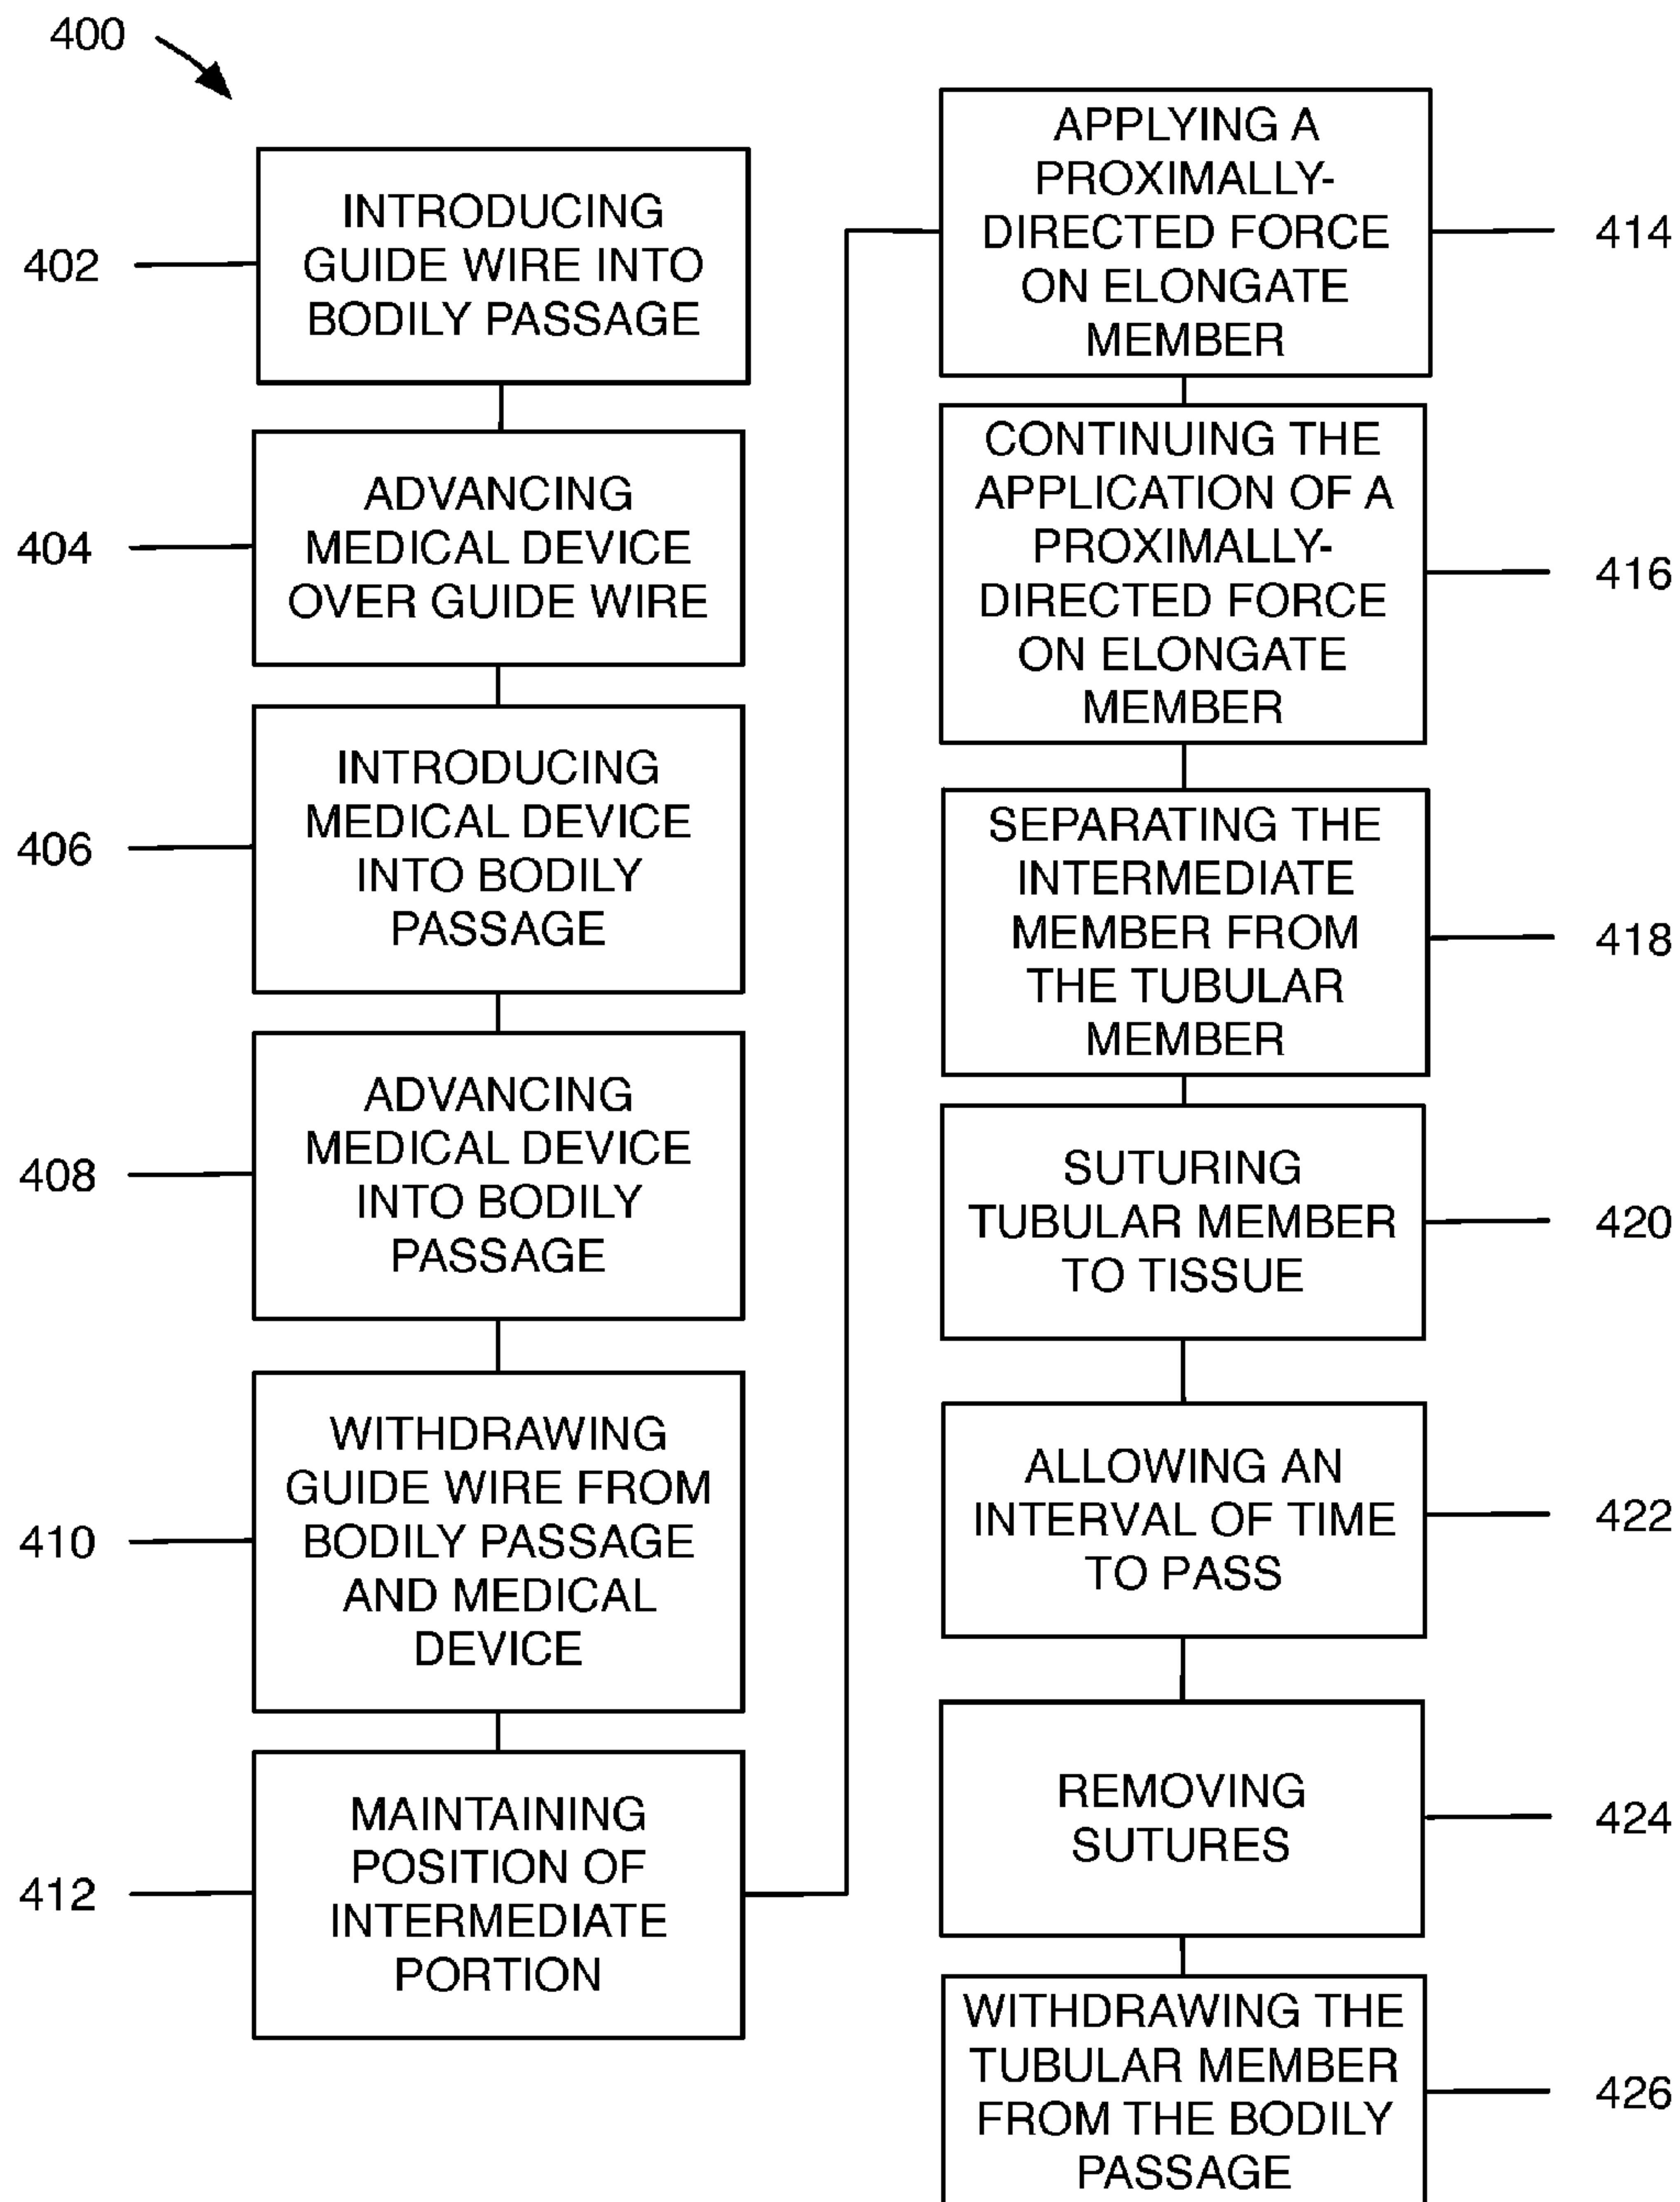 400
402
INTRODUCING
GUIDE WIRE INTO
BODILY PASSAGE
404
ADVANCING
MEDICAL DEVICE
OVER GUIDE WIRE
406
INTRODUCING
MEDICAL DEVICE
INTO BODILY
PASSAGE
408
ADVANCING
MEDICAL DEVICE
INTO BODILY
PASSAGE
410
WITHDRAWING
GUIDE WIRE FROM
BODILY PASSAGE
AND MEDICAL
DEVICE
412
MAINTAINING
POSITION OF
INTERMEDIATE
PORTION
APPLYING A
PROXIMALLY-
DIRECTED FORCE
ON ELONGATE
MEMBER
414
CONTINUING THE
APPLICATION OF A
PROXIMALLY-
DIRECTED FORCE
ON ELONGATE
MEMBER
416
SEPARATING THE
INTERMEDIATE
MEMBER FROM
THE TUBULAR
MEMBER
418
SUTURING
TUBULAR MEMBER
TO TISSUE
420
ALLOWING AN
INTERVAL OF TIME
TO PASS
422
REMOVING
SUTURES
424
WITHDRAWING THE
TUBULAR MEMBER
FROM THE BODILY
PASSAGE
426